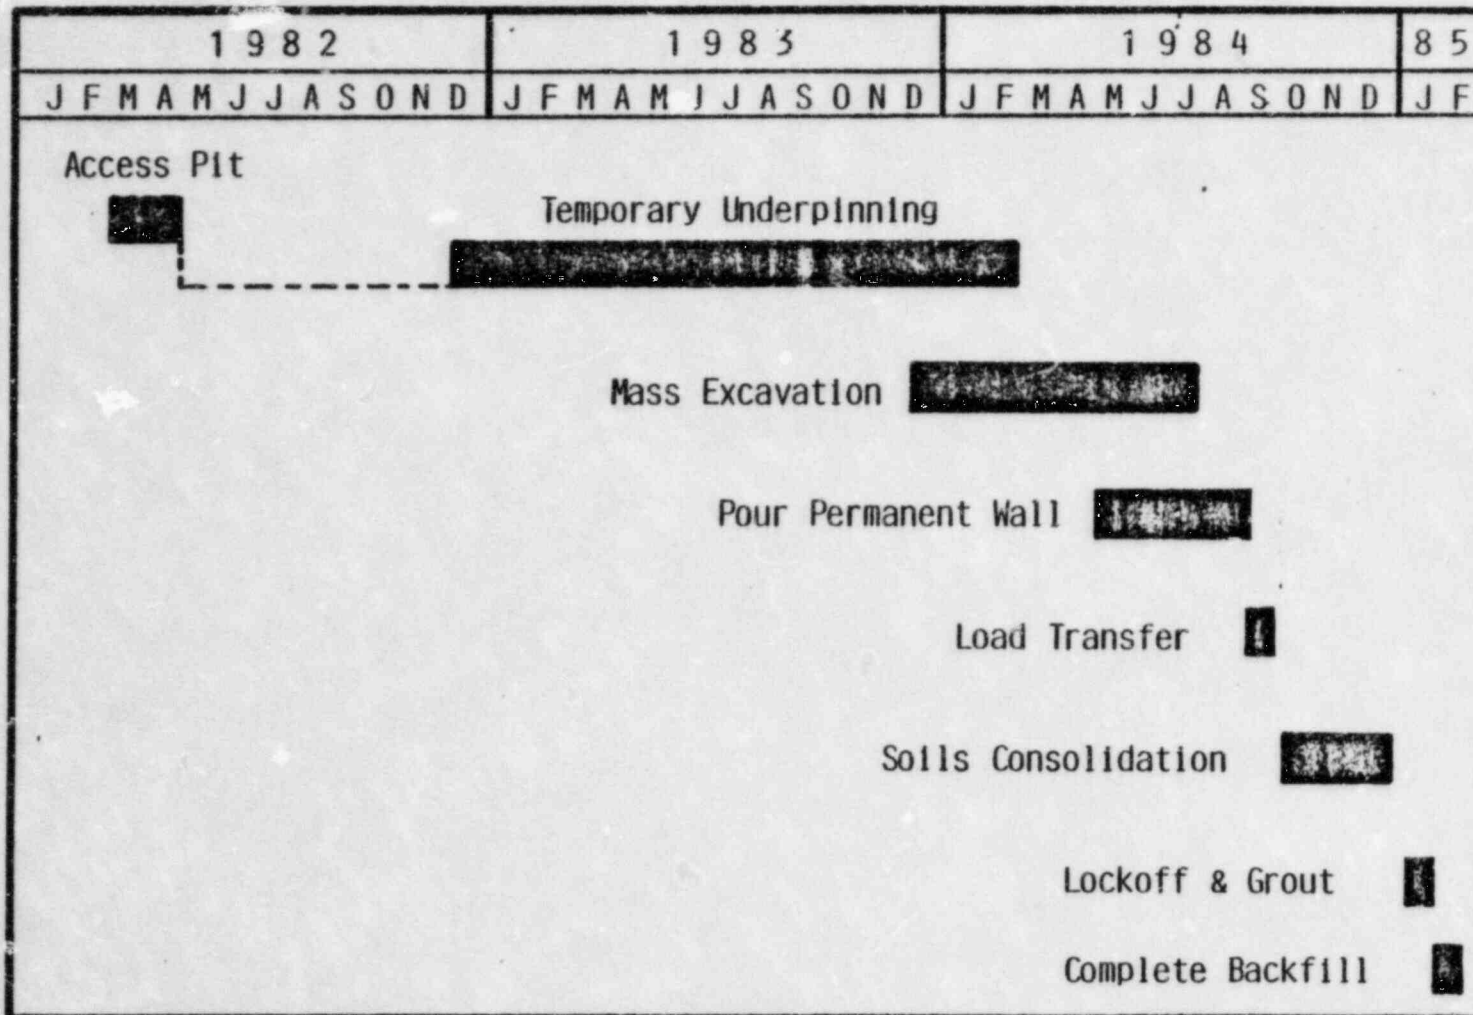 1982 1983 1984 85
J F M A M J J A S O N D J F M A M J J A S O N D J F M A M J J A S O N D J F
Access Pit
Temporary Underpinning
Mass Excavation
Pour Permanent Wall
Load Transfer
Soils Consolidation
Lockoff & Grout
Complete Backfill